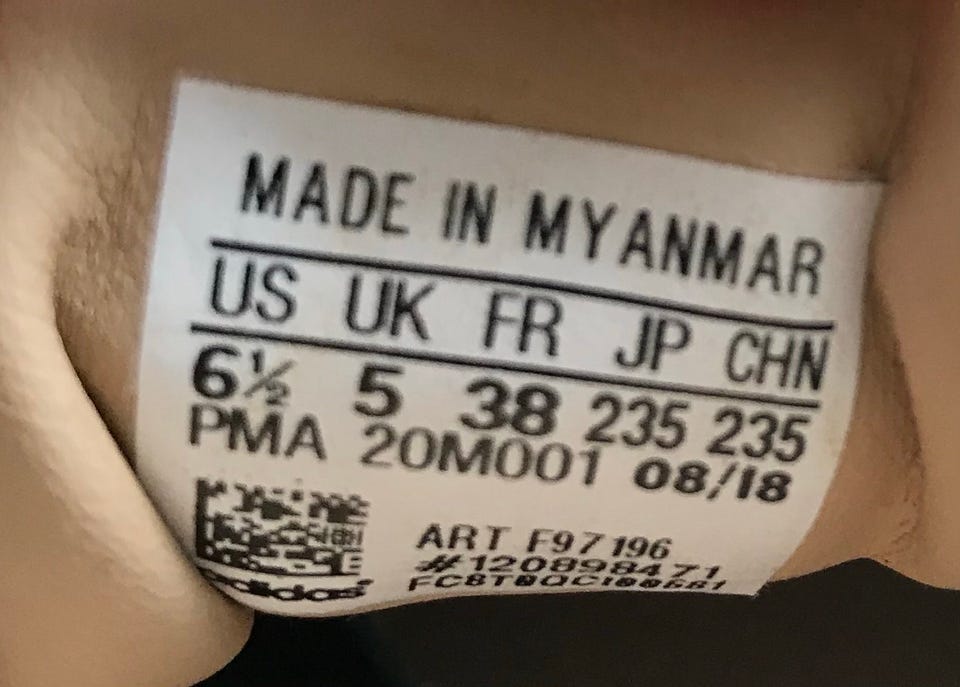 MADE IN MYANMAR
US UK FR JP CHN
6½ 5 38 235 235
PMA 20M001 08/18
ART F97196
#120898471
adidas